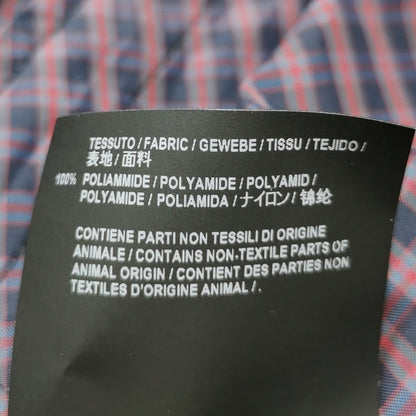 TESSUTO / FABRIC / GEWEBE / TISSU / TEJIDO /
表地 / 面料
100% POLIAMMIDE / POLYAMIDE / POLYAMID /
POLYAMIDE / POLIAMIDA / ナイロン / 锦纶
CONTIENE PARTI NON TESSILI DI ORIGINE
ANIMALE / CONTAINS NON-TEXTILE PARTS OF
ANIMAL ORIGIN / CONTIENT DES PARTIES NON
TEXTILES D'ORIGINE ANIMAL / .